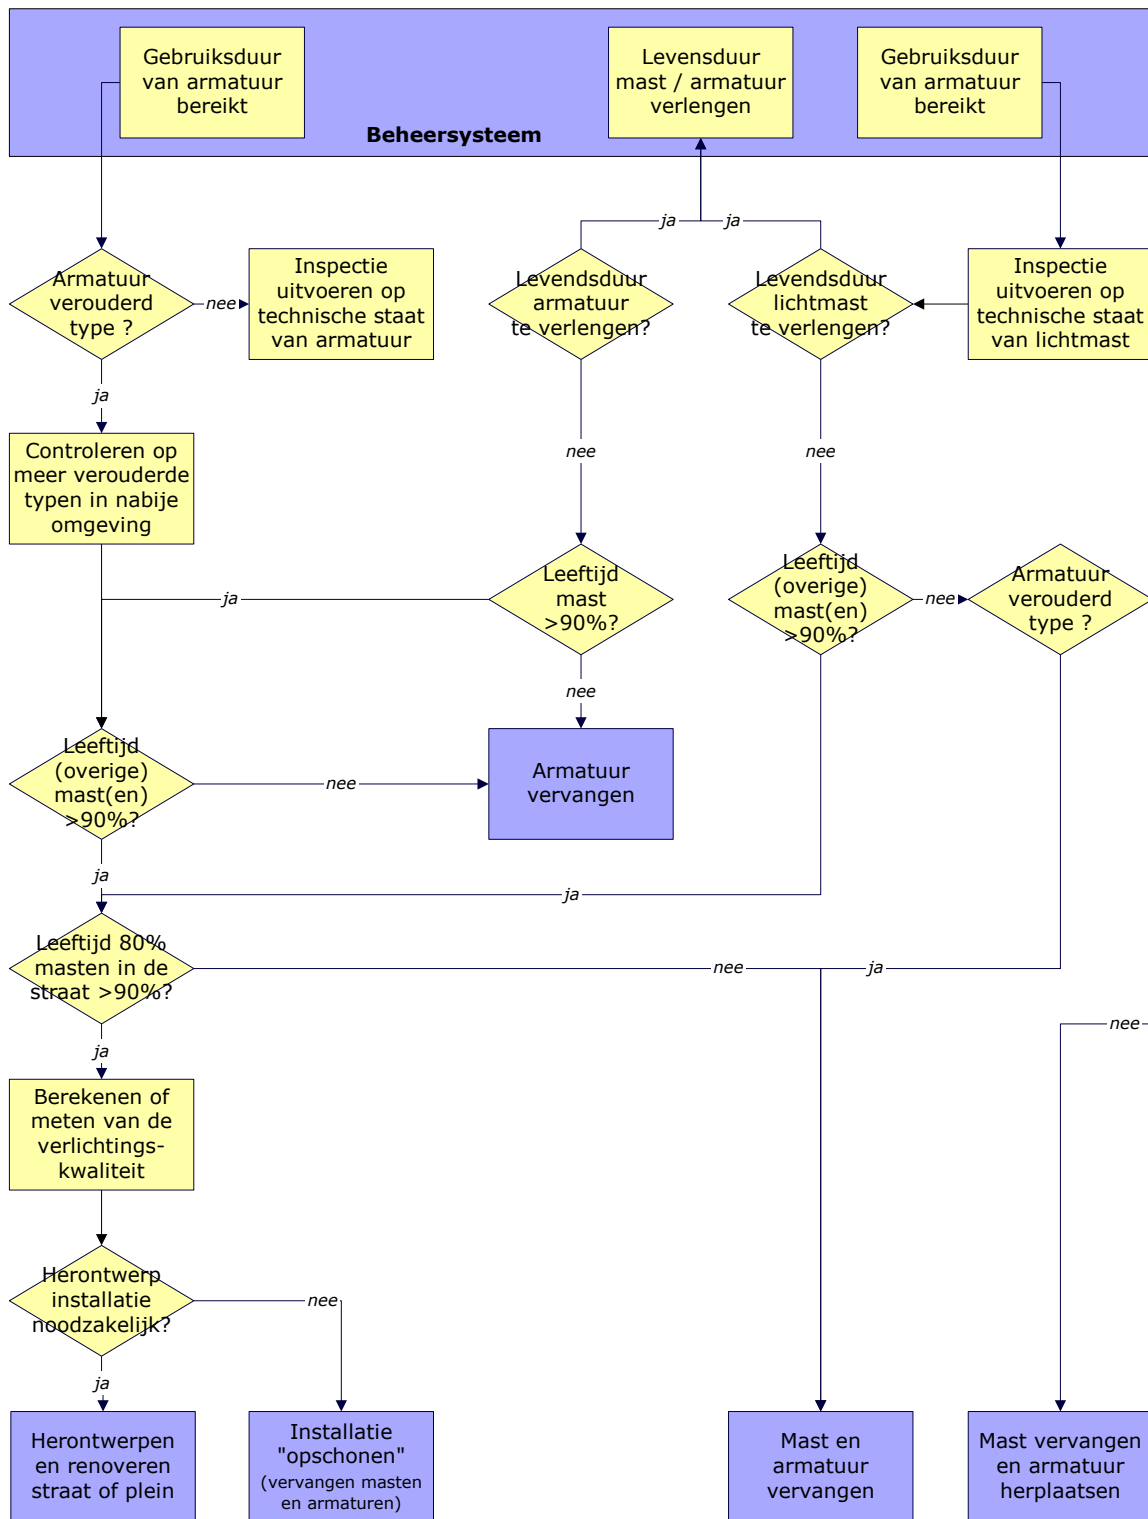 Gebruiksduur
van armatuur
bereikt
Levensduur
mast / armatuur
verlengen
Gebruiksduur
van armatuur
bereikt
Beheersysteem
ja
ja
Armatuur
verouderd
type ?
nee
Inspectie
uitvoeren op
technische staat
van armatuur
Levendsduur
armatuur
te verlengen?
Levendsduur
lichtmast
te verlengen?
Inspectie
uitvoeren op
technische staat
van lichtmast
ja
Controleren op
meer verouderde
typen in nabije
omgeving
nee
nee
ja
Leeftijd
mast
>90%?
Leeftijd
(overige)
mast(en)
>90%?
nee
Armatuur
verouderd
type ?
nee
Leeftijd
(overige)
mast(en)
>90%?
nee
Armatuur
vervangen
ja
ja
Leeftijd 80%
masten in de
straat >90%?
nee
ja
nee
ja
Berekenen of
meten van de
verlichtings-
kwaliteit
Herontwerp
installatie
noodzakelijk?
nee
ja
Herontwerpen
en renoveren
straat of plein
Installatie
"opschonen"
(vervangen masten
en armaturen)
Mast en
armatuur
vervangen
Mast vervangen
en armatuur
herplaatsen